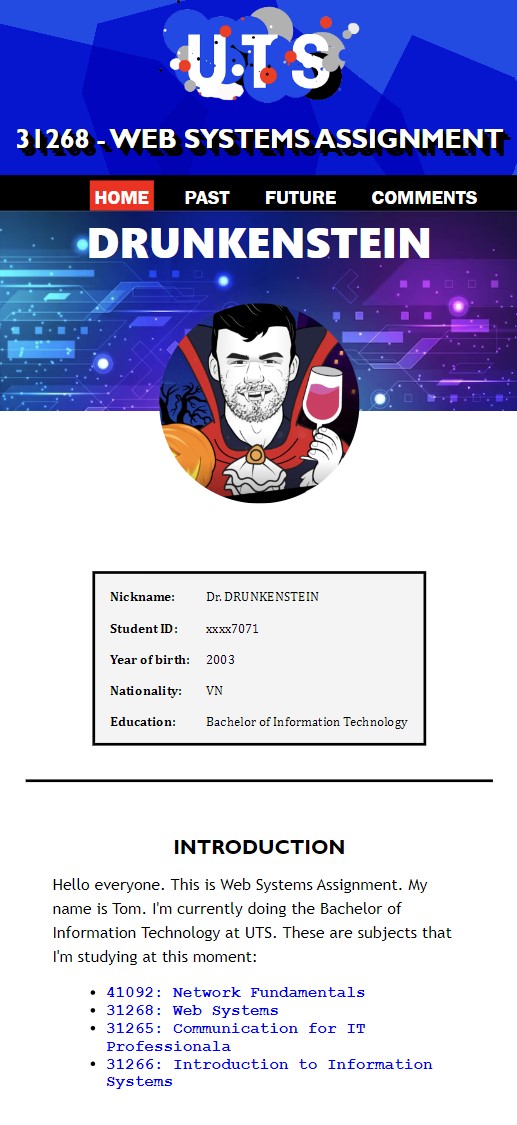 UTS
31268 - WEB SYSTEMS ASSIGNMENT
HOME PAST FUTURE COMMENTS
DRUNKENSTEIN
Nickname: Dr. DRUNKENSTEIN
Student ID: xxxx7071
Year of birth: 2003
Nationality: VN
Education: Bachelor of Information Technology
INTRODUCTION
Hello everyone. This is Web Systems Assignment. My
name is Tom. I'm currently doing the Bachelor of
Information Technology at UTS. These are subjects that
I'm studying at this moment:
• 41092: Network Fundamentals
• 31268: Web Systems
• 31265: Communication for IT
Professionala
• 31266: Introduction to Information
Systems